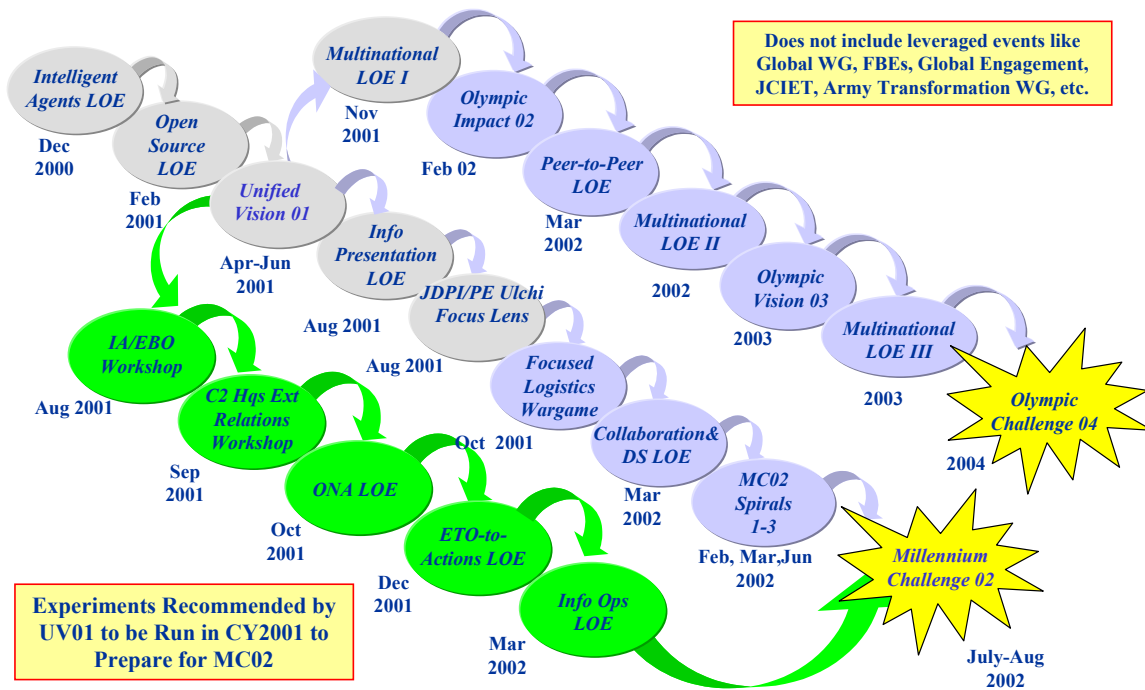 Intelligent
Agents LOE
Dec
2000
Open
Source
LOE
Feb
2001
Unified
Vision 01
Apr-Jun
2001
Multinational
LOE I
Nov
2001
Olympic
Impact 02
Feb 02
Peer-to-Peer
LOE
Mar
2002
Multinational
LOE II
2002
Olympic
Vision 03
2003
Multinational
LOE III
2003
Olympic
Challenge 04
2004
Does not include leveraged events like
Global WG, FBEs, Global Engagement,
JCIET, Army Transformation WG, etc.
Info
Presentation
LOE
Aug 2001
JDPI/PE Ulchi
Focus Lens
Aug 2001
Focused
Logistics
Wargame
Oct 2001
Collaboration&
DS LOE
Mar
2002
MC02
Spirals
1-3
Feb, Mar,Jun
2002
Millennium
Challenge 02
July-Aug
2002
IA/EBO
Workshop
Aug 2001
C2 Hqs Ext
Relations
Workshop
Sep
2001
ONA LOE
Oct
2001
ETO-to-
Actions LOE
Dec
2001
Info Ops
LOE
Mar
2002
Experiments Recommended by
UV01 to be Run in CY2001 to
Prepare for MC02